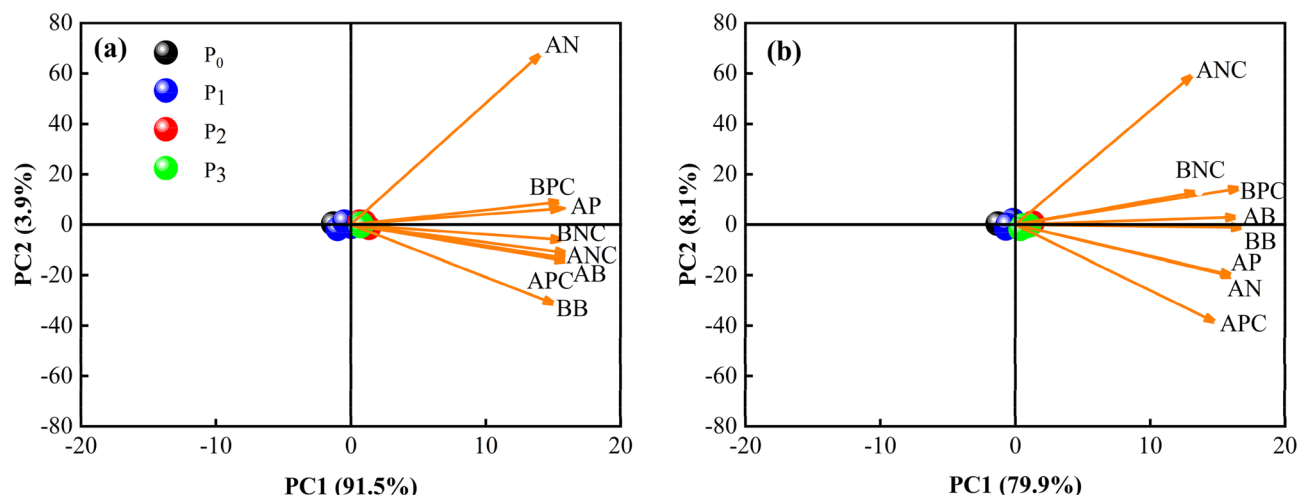 (a)
P0
P1
P2
P3
80
60
40
20
0
-20
-40
-60
-80
PC2 (3.9%)
AN
BPC
AP
BNC
ANC
AB
APC
BB
-20
-10
0
10
20
PC1 (91.5%)
(b)
80
60
40
20
0
-20
-40
-60
-80
PC2 (8.1%)
ANC
BNC
BPC
AB
BB
AP
AN
APC
-20
-10
0
10
20
PC1 (79.9%)